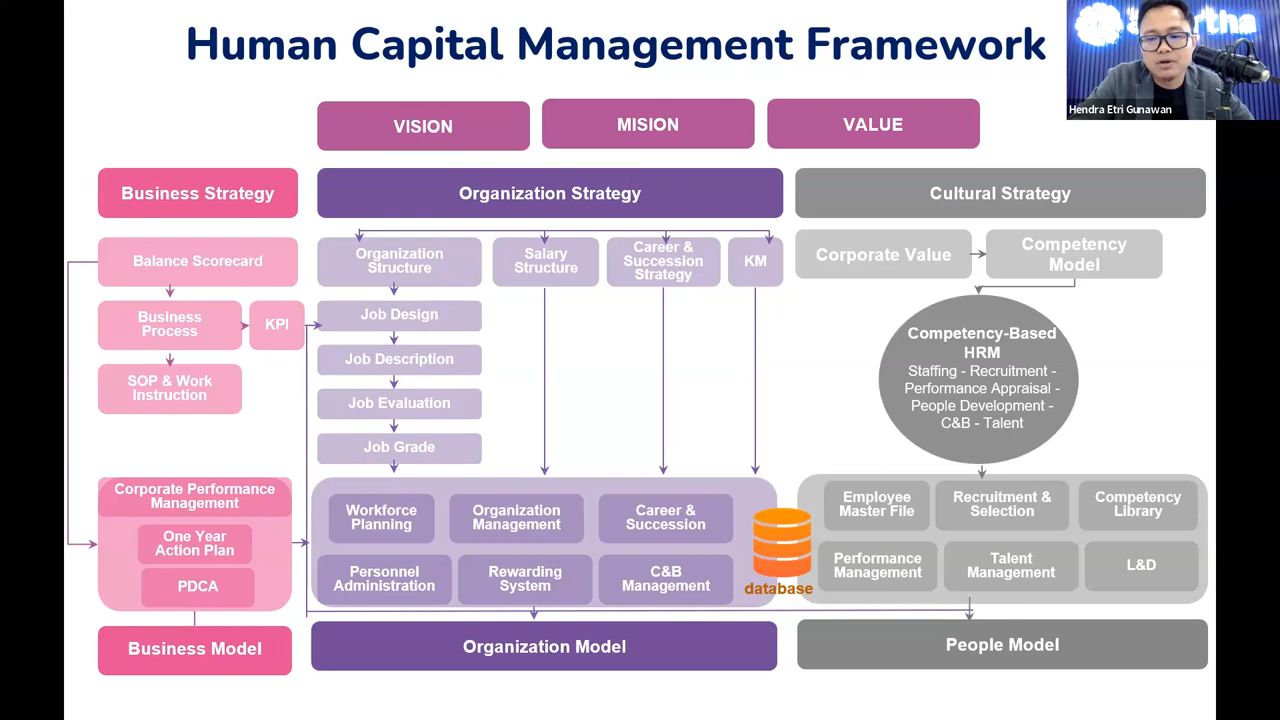 Human Capital Management Framework
Hendra Etri Gunawan
VISION
MISION
VALUE
Business Strategy
Organization Strategy
Cultural Strategy
Balance Scorecard
Business
Process
KPI
SOP & Work
Instruction
Organization
Structure
Salary
Structure
Career &
Succession
Strategy
KM
Job Design
Job Description
Job Evaluation
Job Grade
Corporate Value
Competency
Model
Competency-Based
HRM
Staffing - Recruitment -
Performance Appraisal -
People Development -
C&B - Talent
Corporate Performance
Management
One Year
Action Plan
PDCA
Workforce
Planning
Organization
Management
Career &
Succession
Personnel
Administration
Rewarding
System
C&B
Management
database
Employee
Master File
Recruitment &
Selection
Competency
Library
Performance
Management
Talent
Management
L&D
Business Model
Organization Model
People Model